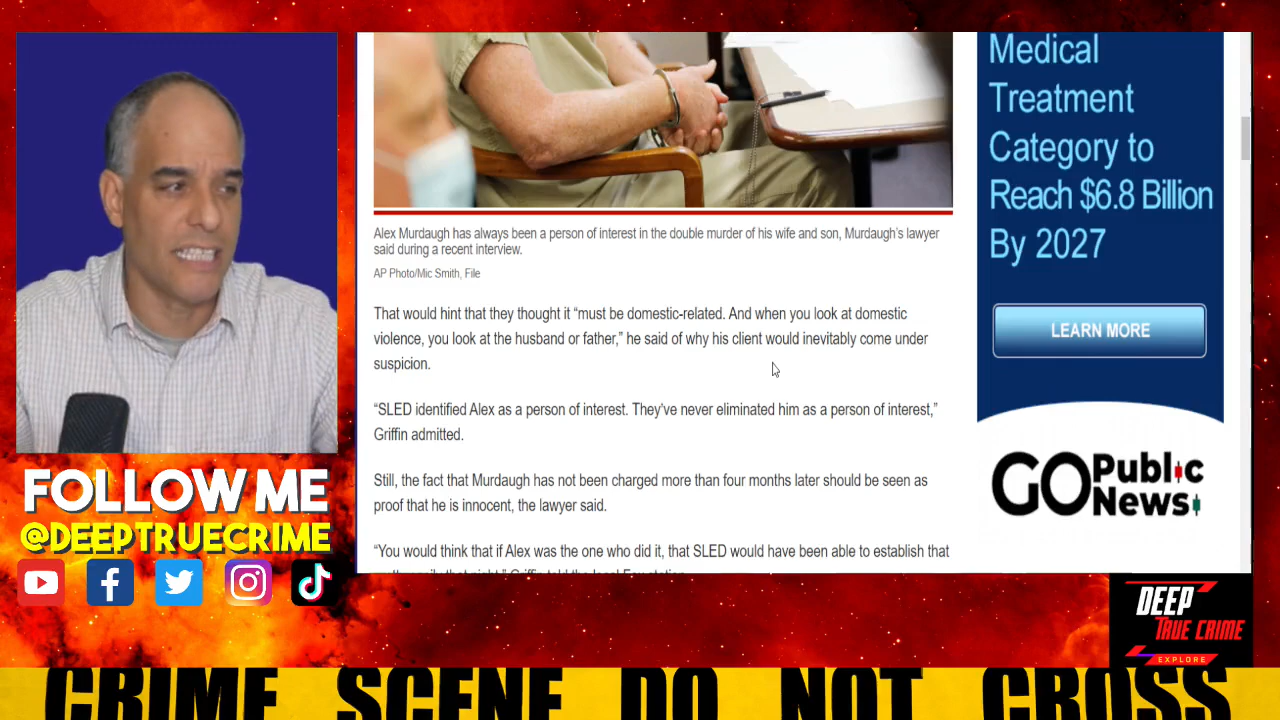 Medical
Treatment
Category to
Reach $6.8 Billion
By 2027
LEARN MORE
GO Public
News
Alex Murdaugh has always been a person of interest in the double murder of his wife and son, Murdaugh's lawyer
said during a recent interview.
AP Photo/Mic Smith, File
That would hint that they thought it “must be domestic-related. And when you look at domestic
violence, you look at the husband or father,” he said of why his client would inevitably come under
suspicion.
“SLED identified Alex as a person of interest. They've never eliminated him as a person of interest,”
Griffin admitted.
Still, the fact that Murdaugh has not been charged more than four months later should be seen as
proof that he is innocent, the lawyer said.
“You would think that if Alex was the one who did it, that SLED would have been able to establish that
FOLLOW ME
@DEEPTRUECRIME
DEEP
TRUE CRIME
EXPLORE
CRIME SCENE DO NOT CROSS